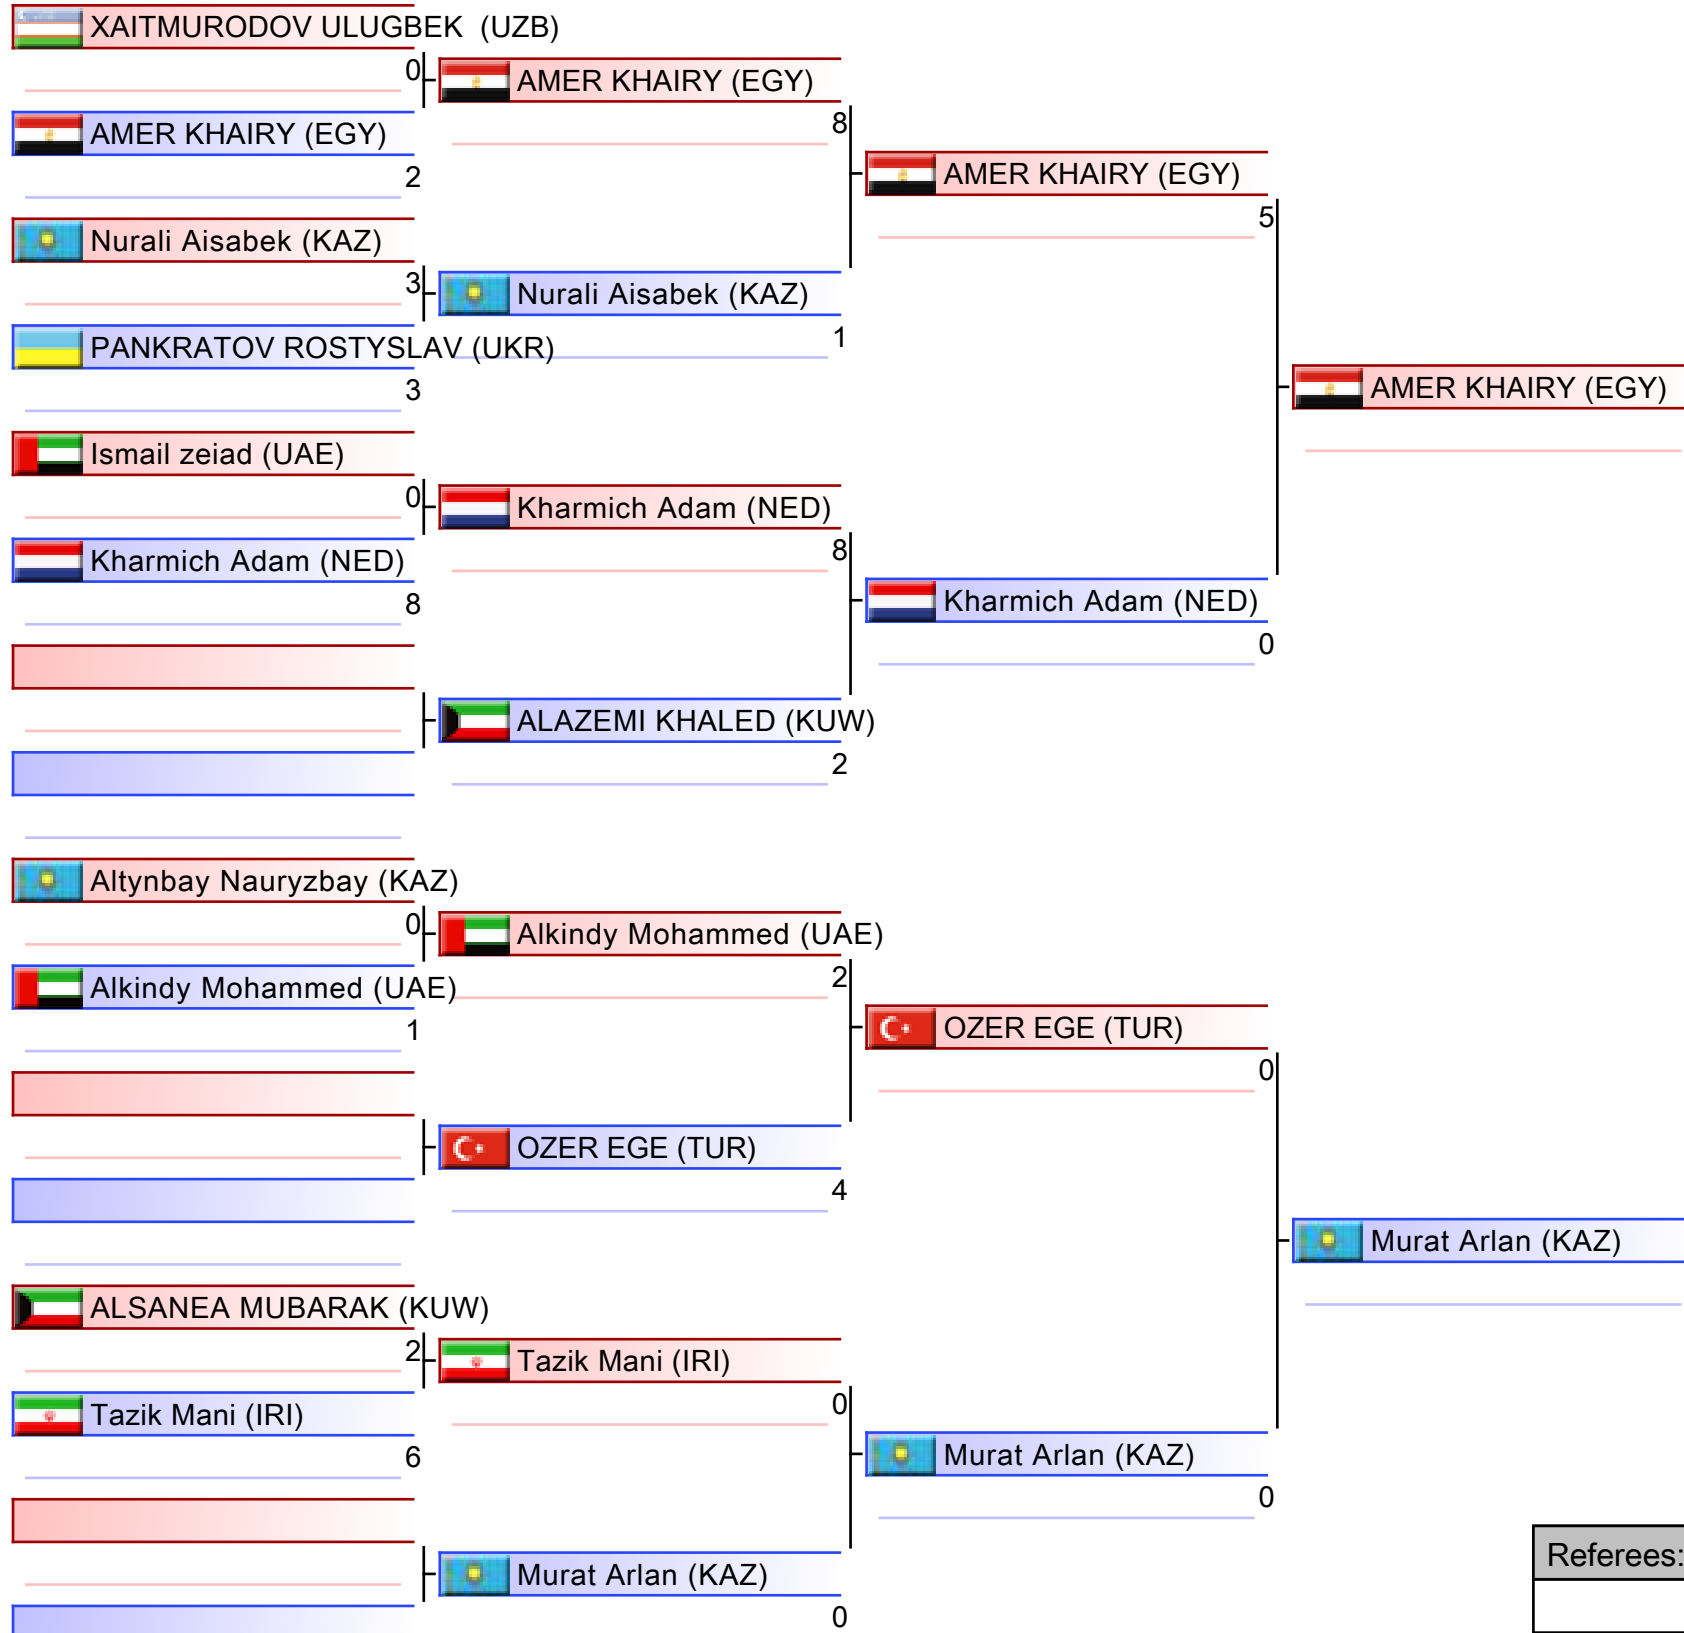 XAITMURODOV ULUGBEK (UZB)
0
AMER KHAIRY (EGY)
2
Nurali Aisabek (KAZ)
3
PANKRATOV ROSTYSLAV (UKR)
3
Ismail zeiad (UAE)
0
Kharmich Adam (NED)
8
Altynbay Nauryzbay (KAZ)
0
Alkindy Mohammed (UAE)
1
ALSANEA MUBARAK (KUW)
2
Tazik Mani (IRI)
6
AMER KHAIRY (EGY)
8
Nurali Aisabek (KAZ)
1
Kharmich Adam (NED)
8
ALAZEMI KHALED (KUW)
2
Alkindy Mohammed (UAE)
2
OZER EGE (TUR)
4
Tazik Mani (IRI)
0
Murat Arlan (KAZ)
0
AMER KHAIRY (EGY)
5
Kharmich Adam (NED)
0
OZER EGE (TUR)
0
Murat Arlan (KAZ)
0
AMER KHAIRY (EGY)
Murat Arlan (KAZ)
Referees: